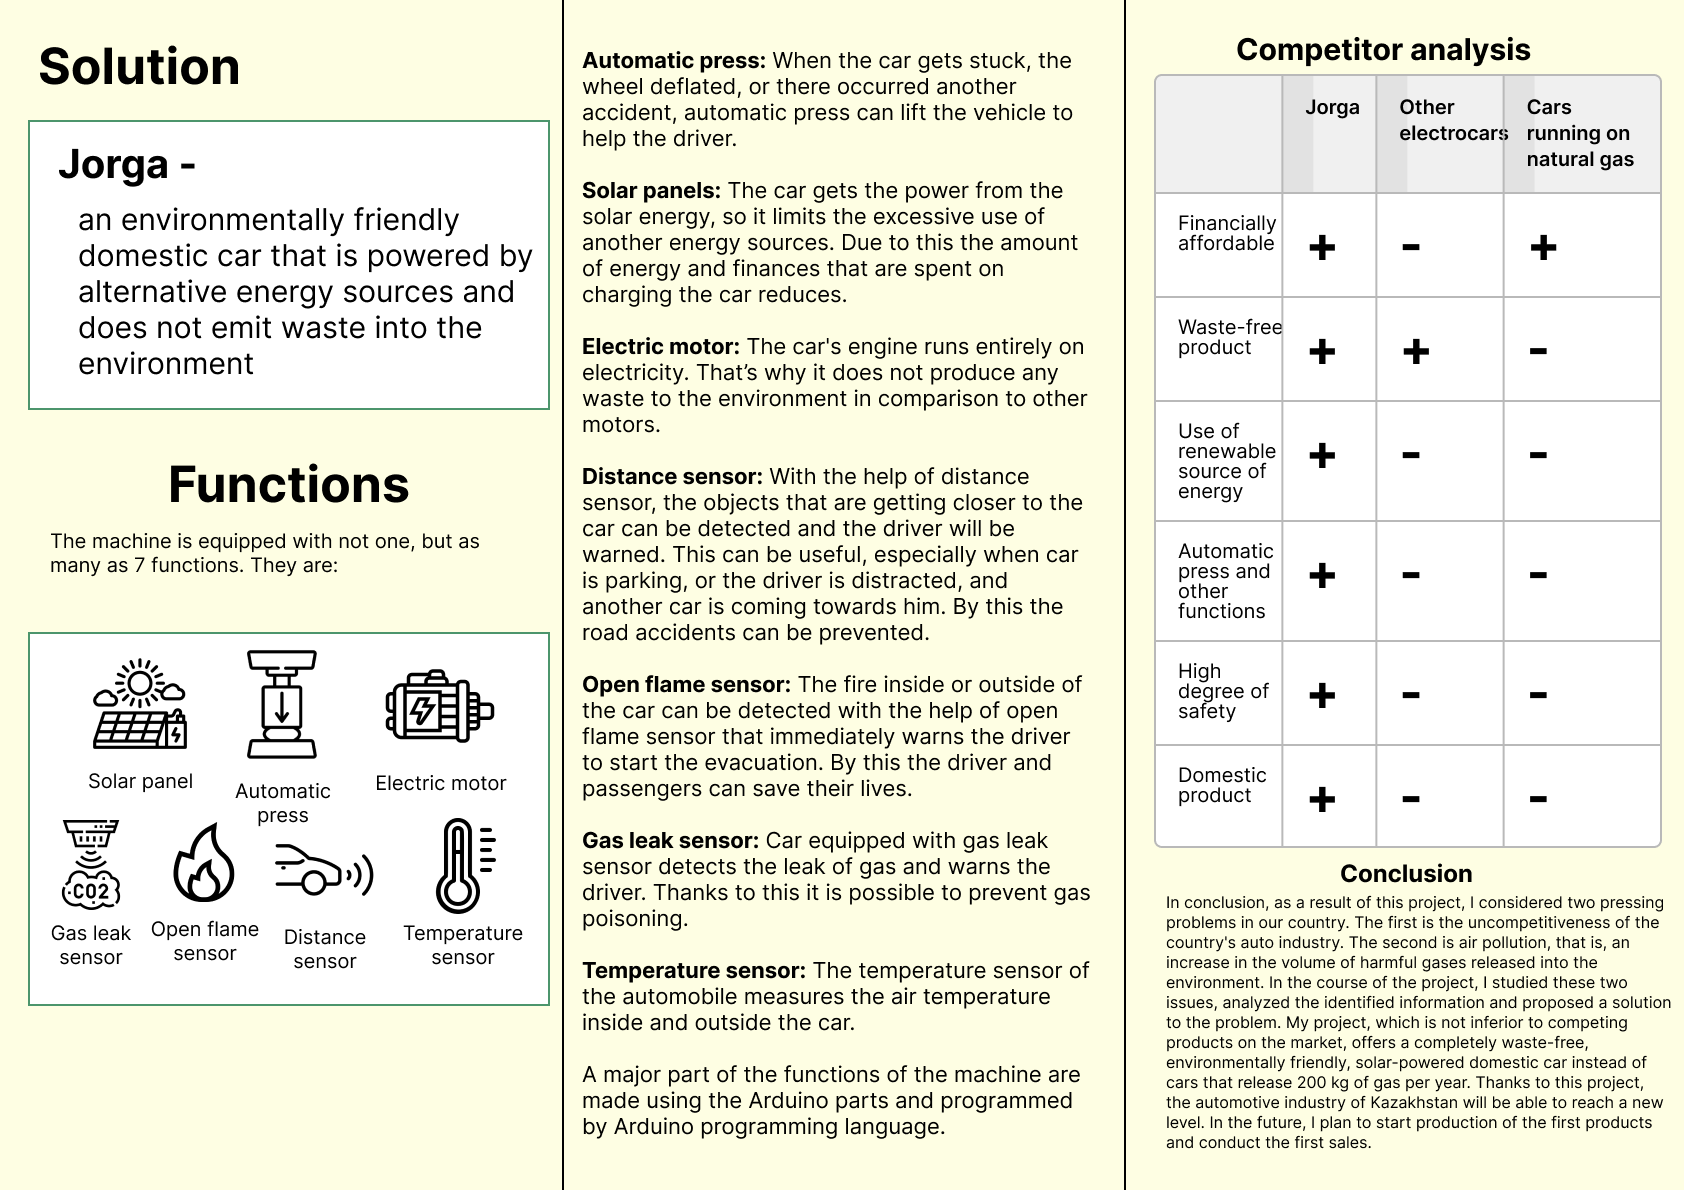 Solution
Jorga -
an environmentally friendly
domestic car that is powered by
alternative energy sources and
does not emit waste into the
environment
Functions
The machine is equipped with not one, but as
many as 7 functions. They are:
Solar panel
Automatic
press
Electric motor
CO2
Gas leak
sensor
Open flame
sensor
Distance
sensor
Temperature
sensor
Automatic press: When the car gets stuck, the
wheel deflated, or there occurred another
accident, automatic press can lift the vehicle to
help the driver.
Solar panels: The car gets the power from the
solar energy, so it limits the excessive use of
another energy sources. Due to this the amount
of energy and finances that are spent on
charging the car reduces.
Electric motor: The car's engine runs entirely on
electricity. That’s why it does not produce any
waste to the environment in comparison to other
motors.
Distance sensor: With the help of distance
sensor, the objects that are getting closer to the
car can be detected and the driver will be
warned. This can be useful, especially when car
is parking, or the driver is distracted, and
another car is coming towards him. By this the
road accidents can be prevented.
Open flame sensor: The fire inside or outside of
the car can be detected with the help of open
flame sensor that immediately warns the driver
to start the evacuation. By this the driver and
passengers can save their lives.
Gas leak sensor: Car equipped with gas leak
sensor detects the leak of gas and warns the
driver. Thanks to this it is possible to prevent gas
poisoning.
Temperature sensor: The temperature sensor of
the automobile measures the air temperature
inside and outside the car.
A major part of the functions of the machine are
made using the Arduino parts and programmed
by Arduino programming language.
Competitor analysis
Jorga
Other
electrocars
Cars
running on
natural gas
Financially
affordable
+ - +
Waste-free
product
+ + -
Use of
renewable
source of
energy
+ - -
Automatic
press and
other
functions
+ - -
High
degree of
safety
+ - -
Domestic
product
+ - -
Conclusion
In conclusion, as a result of this project, I considered two pressing
problems in our country. The first is the uncompetitiveness of the
country's auto industry. The second is air pollution, that is, an
increase in the volume of harmful gases released into the
environment. In the course of the project, I studied these two
issues, analyzed the identified information and proposed a solution
to the problem. My project, which is not inferior to competing
products on the market, offers a completely waste-free,
environmentally friendly, solar-powered domestic car instead of
cars that release 200 kg of gas per year. Thanks to this project,
the automotive industry of Kazakhstan will be able to reach a new
level. In the future, I plan to start production of the first products
and conduct the first sales.